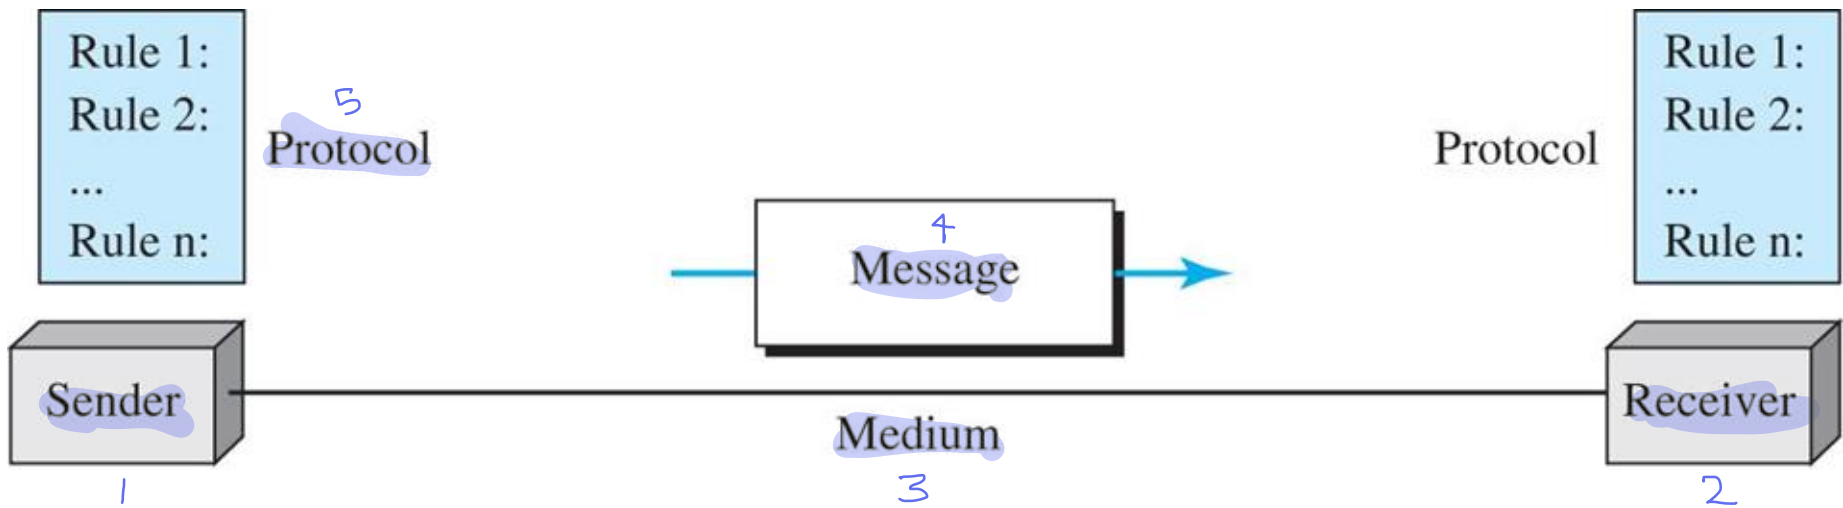 Rule 1:
Rule 2:
...
Rule n:
5
Protocol
4
Message
Protocol
Rule 1:
Rule 2:
...
Rule n:
Sender
1
Medium
3
Receiver
2